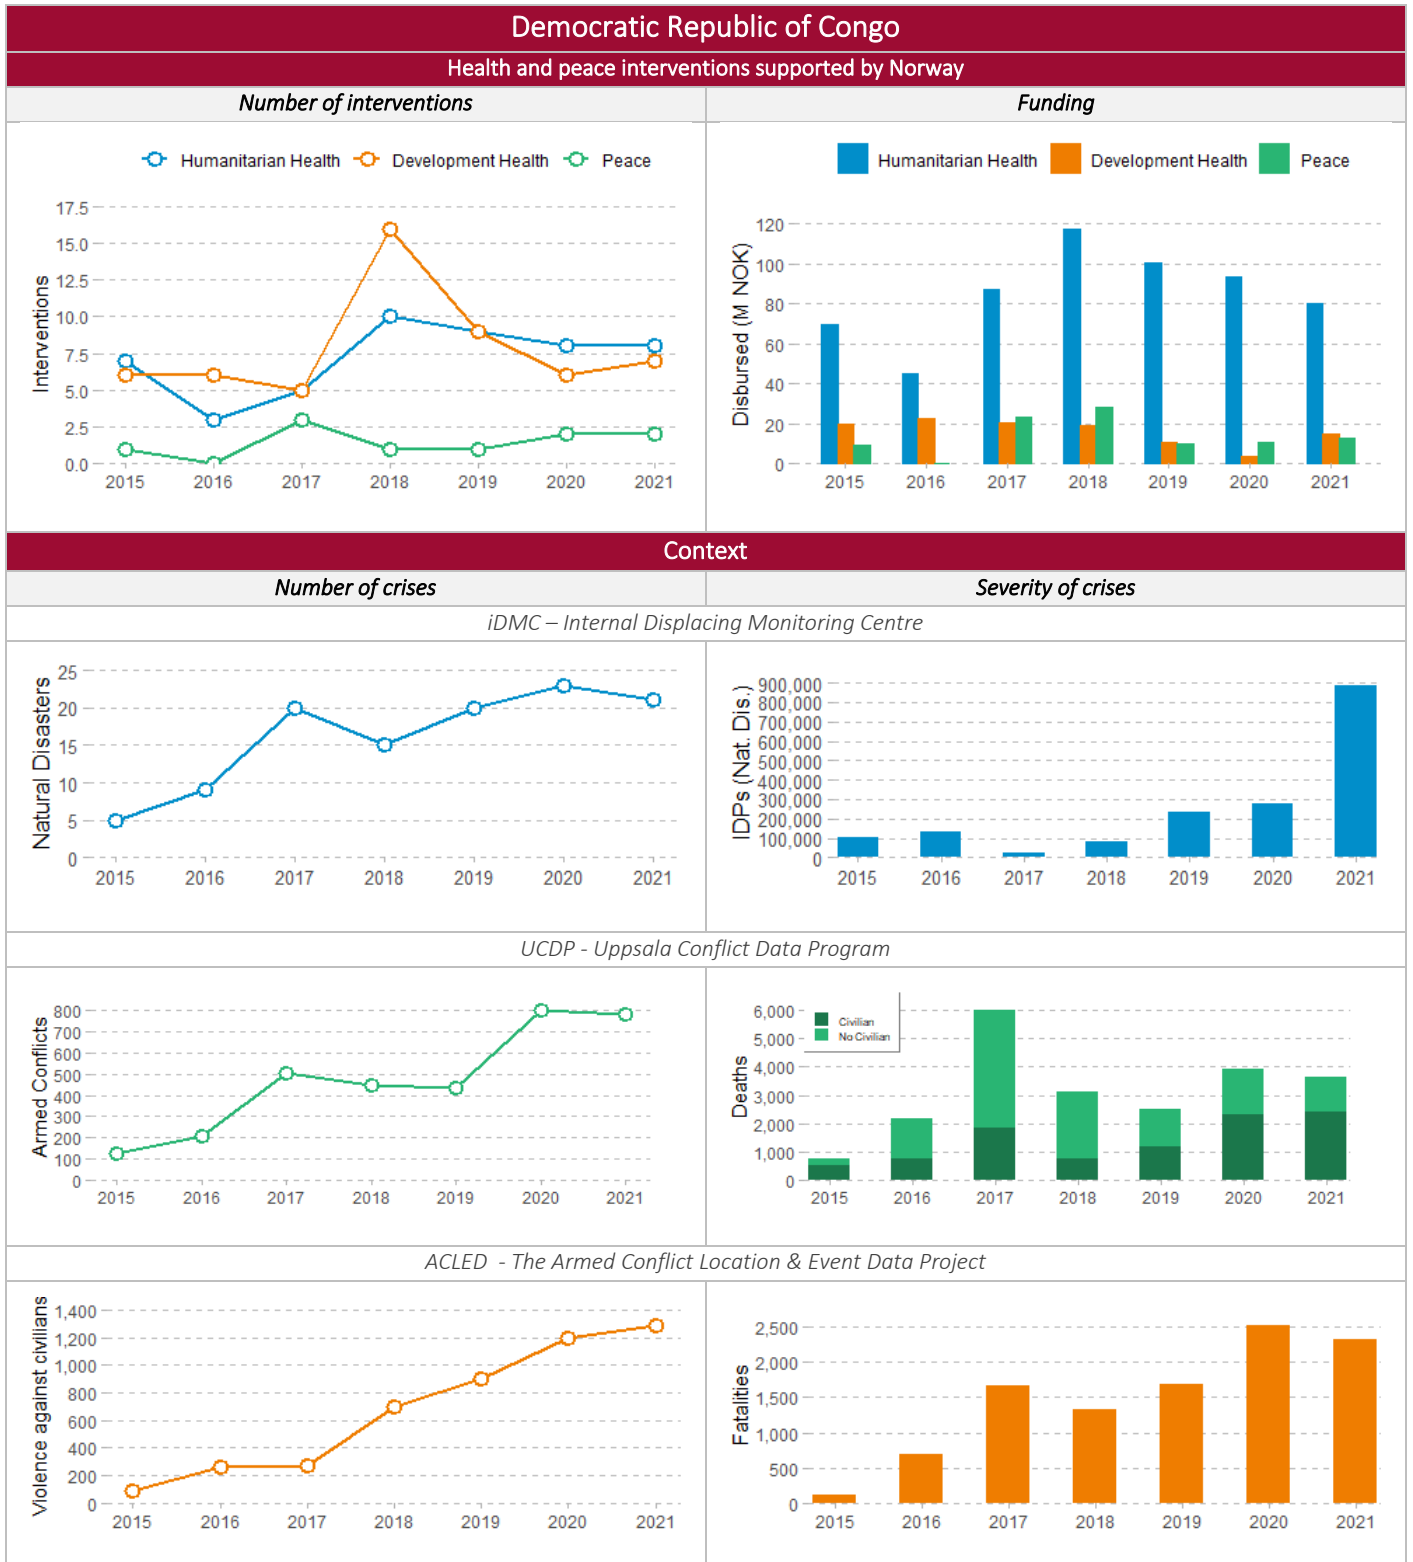 Democratic Republic of Congo
Health and peace interventions supported by Norway
Number of interventions
Funding
Humanitarian Health Development Health Peace
Interventions
17.5
15.0
12.5
10.0
7.5
5.0
2.5
0.0
2015 2016 2017 2018 2019 2020 2021
Humanitarian Health Development Health Peace
Disbursed (M NOK)
120
100
80
60
40
20
0
2015 2016 2017 2018 2019 2020 2021
Context
Number of crises
Severity of crises
iDMC – Internal Displacing Monitoring Centre
Natural Disasters
25
20
15
10
5
0
2015 2016 2017 2018 2019 2020 2021
IDPs (Nat. Dis.)
900,000
800,000
700,000
600,000
500,000
400,000
300,000
200,000
100,000
0
2015 2016 2017 2018 2019 2020 2021
UCDP - Uppsala Conflict Data Program
Armed Conflicts
800
700
600
500
400
300
200
100
0
2015 2016 2017 2018 2019 2020 2021
Deaths
6,000
5,000
4,000
3,000
2,000
1,000
0
Civilian
No Civilian
2015 2016 2017 2018 2019 2020 2021
ACLED - The Armed Conflict Location & Event Data Project
Violence against civilians
1,400
1,200
1,000
800
600
400
200
0
2015 2016 2017 2018 2019 2020 2021
Fatalities
2,500
2,000
1,500
1,000
500
0
2015 2016 2017 2018 2019 2020 2021